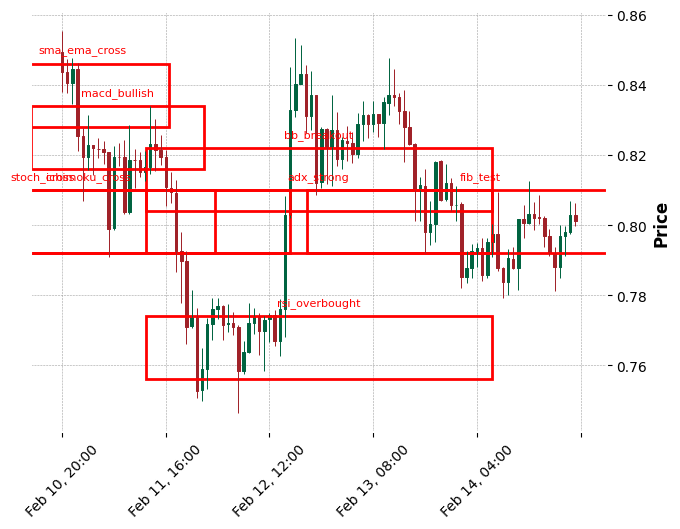 0.86
sma_ema_cross
0.84
macd_bullish
bb_breakout
0.82
stoch_cross
ichimoku_cross
adx_strong
fib_test
0.80
Price
0.78
rsi_overbought
0.76
Feb 10, 20:00
Feb 11, 16:00
Feb 12, 12:00
Feb 13, 08:00
Feb 14, 04:00